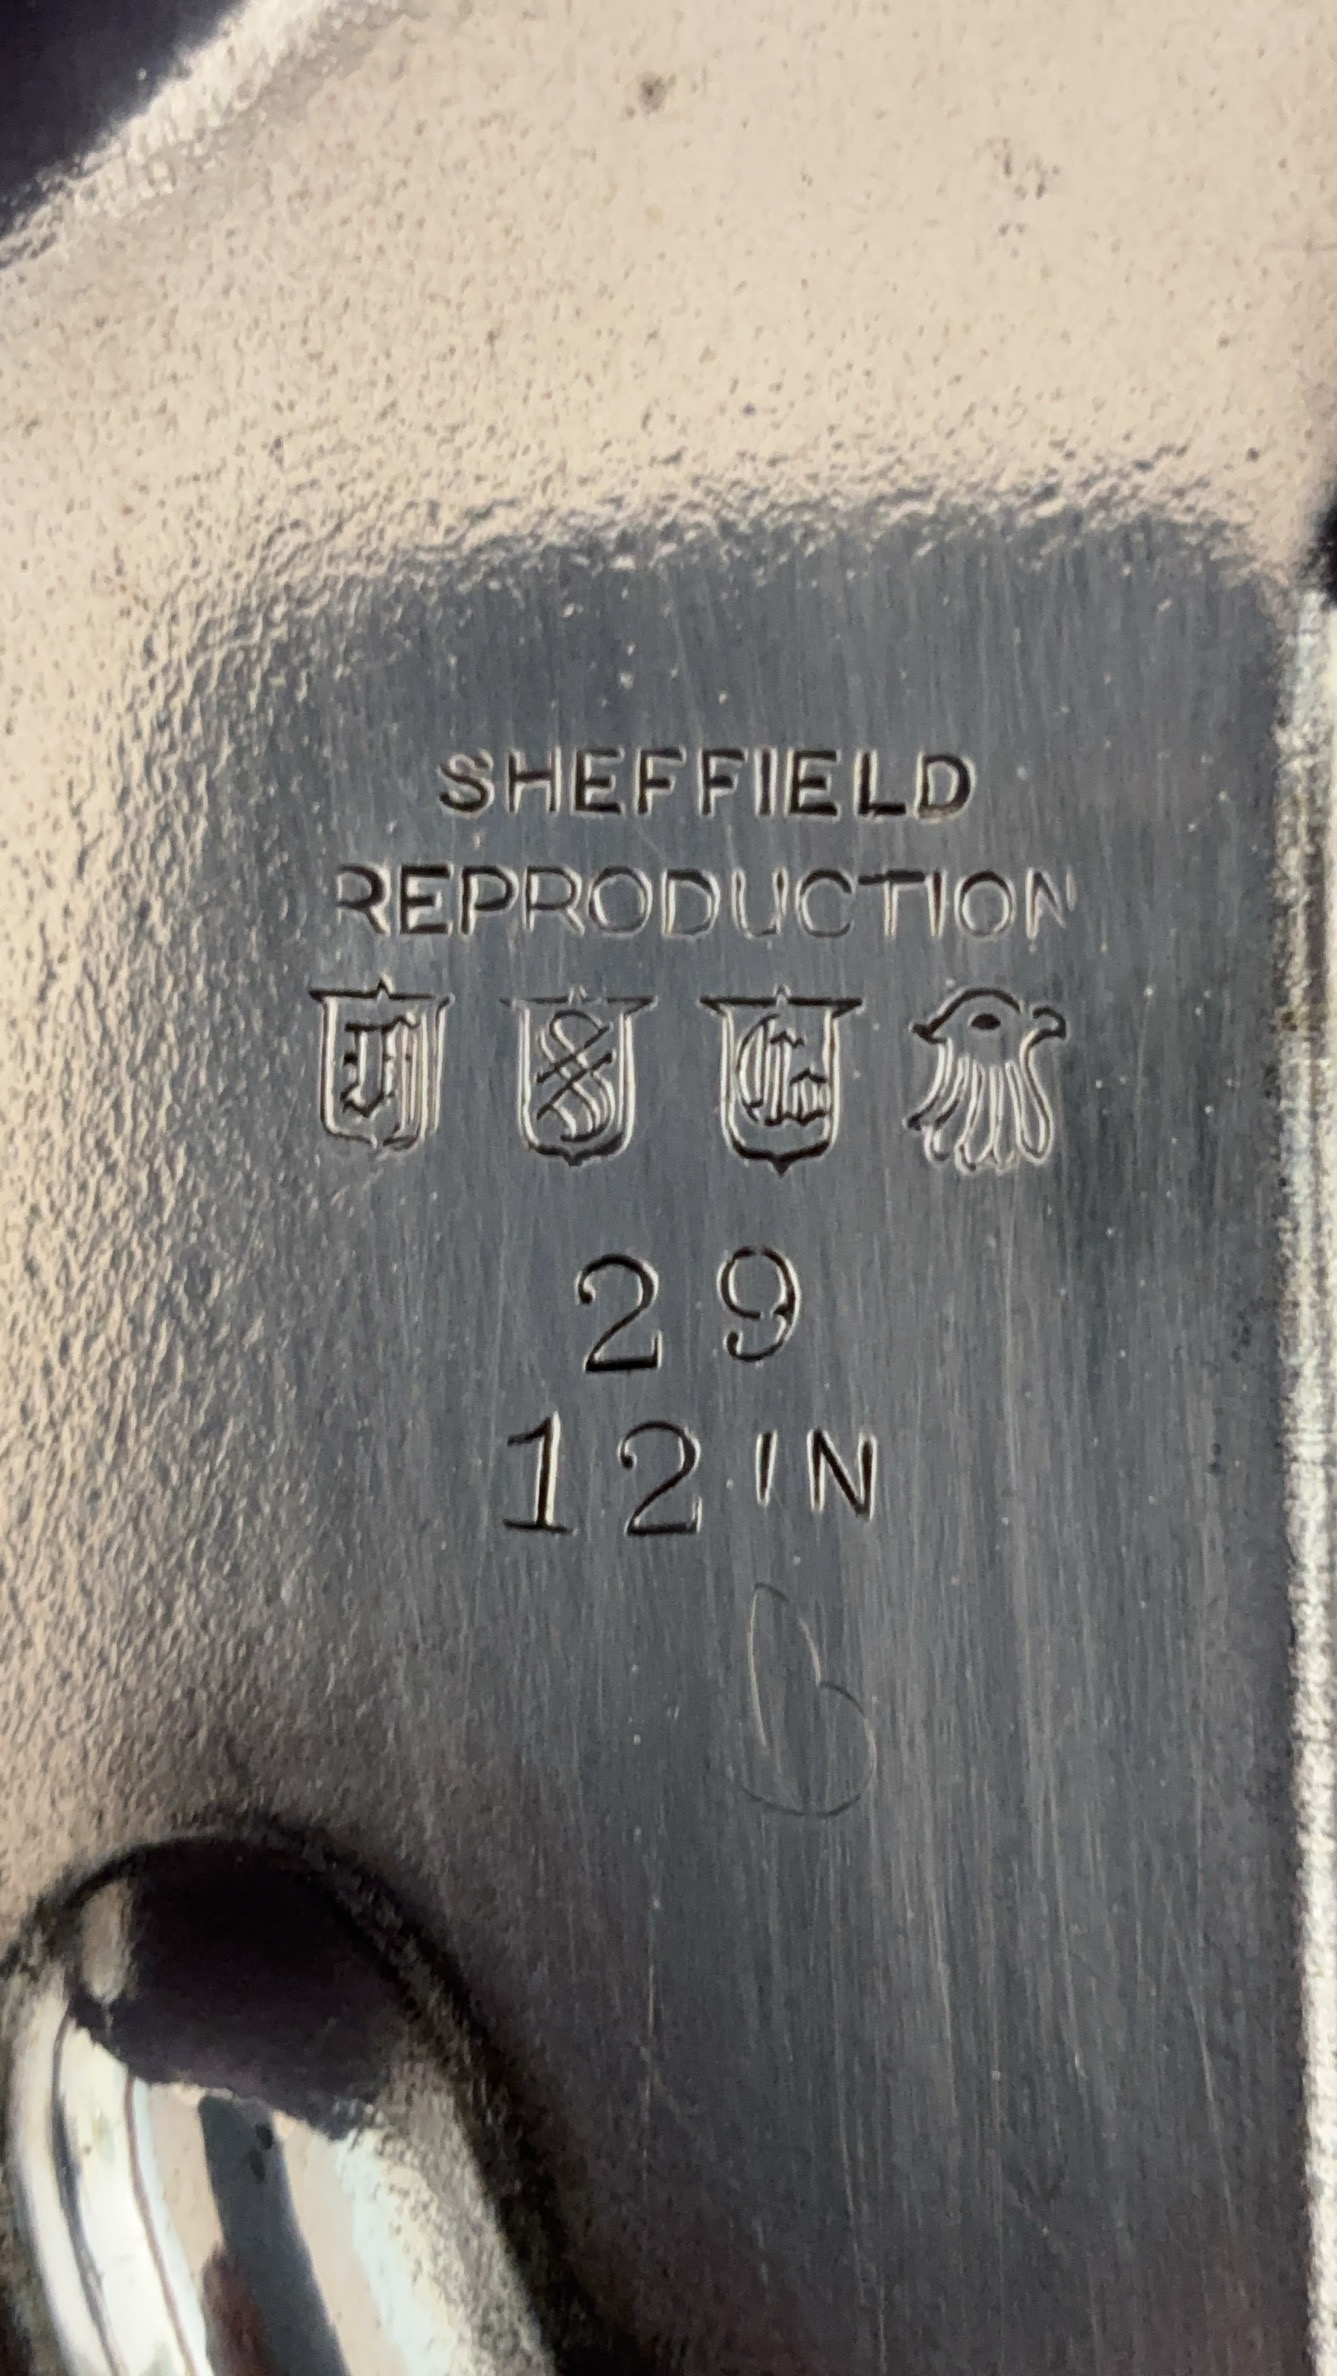 SHEFFIELD
REPRODUCTION
29
12 IN